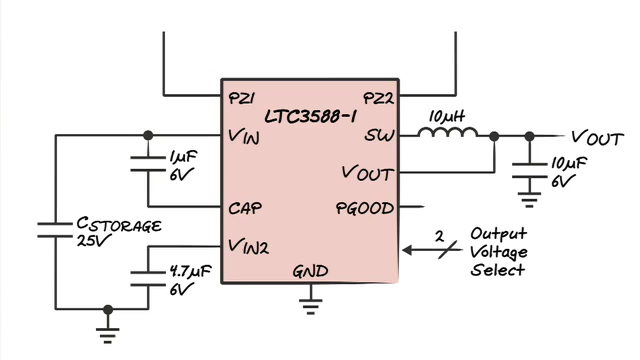 PZ1
PZ2
LTC3588-1
10μH
VIN
SW
VOUT
1μF
6V
VOUT
10μF
6V
CAP
PGOOD
CSTORAGE
25V
VIN2
2
Output
Voltage
Select
4.7μF
6V
GND